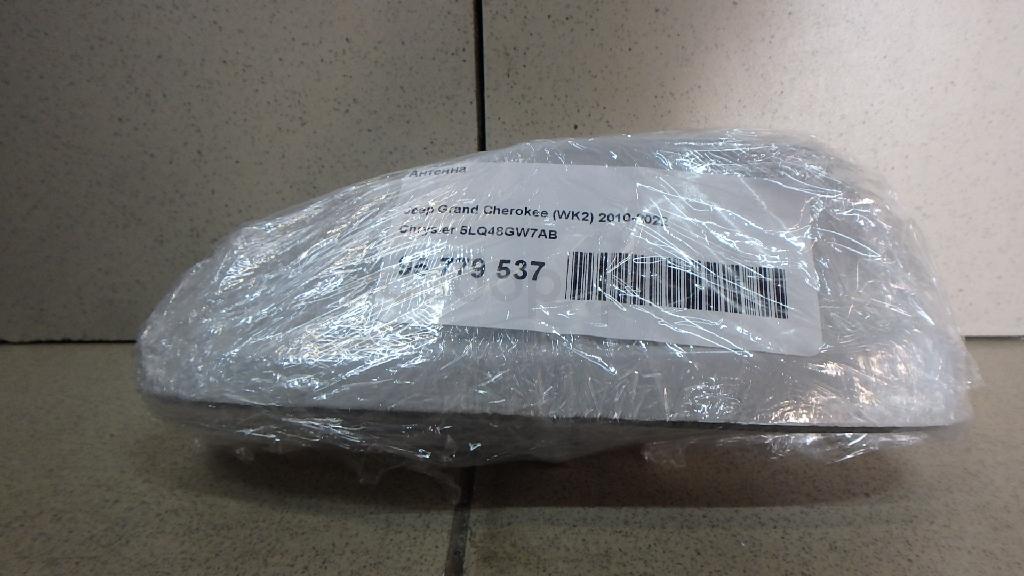 Антенна
Jeep Grand Cherokee (WK2) 2010-2022
Chrysler 5LQ48GW7AB
779 537